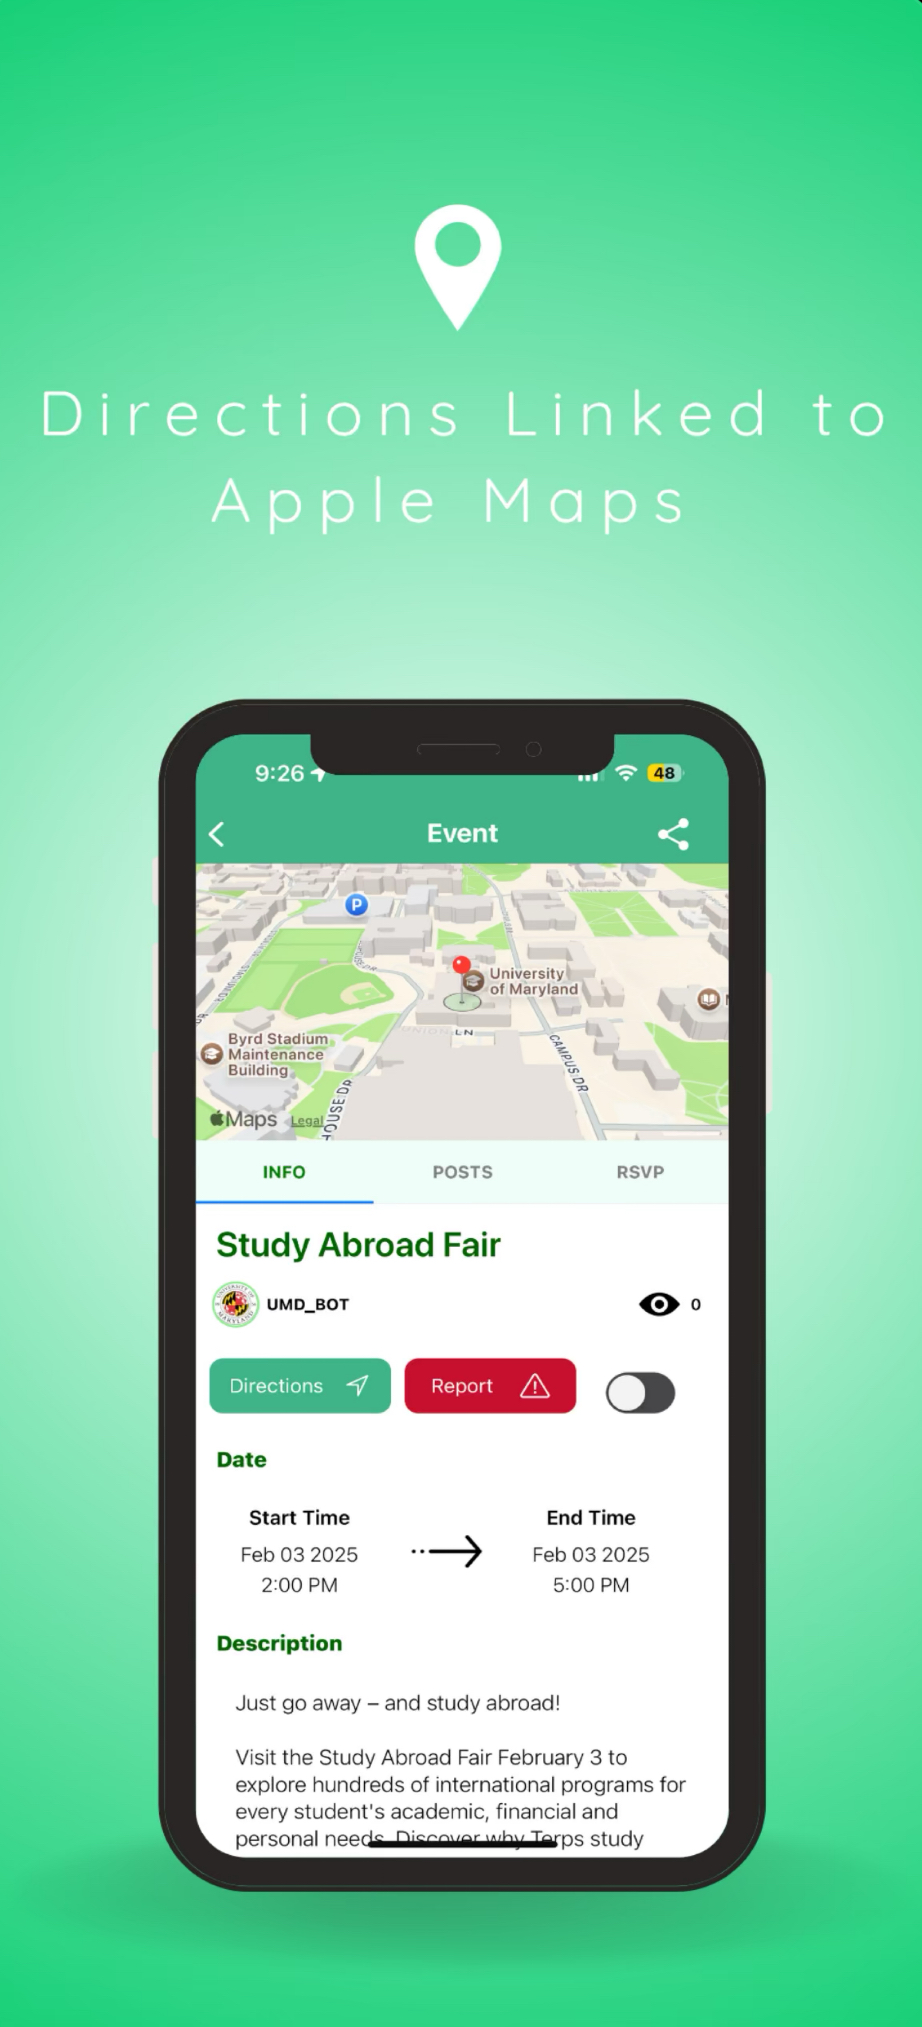 Directions Linked to
Apple Maps
9:26
48
Event
P
University
of Maryland
UNION LN
CAMPUS DR
Byrd Stadium
Maintenance
Building
HOUSE DR
Maps
Legal
INFO
POSTS
RSVP
Study Abroad Fair
UMD_BOT
0
Directions
Report
Date
Start Time
End Time
Feb 03 2025
Feb 03 2025
2:00 PM
5:00 PM
Description
Just go away – and study abroad!
Visit the Study Abroad Fair February 3 to
explore hundreds of international programs for
every student's academic, financial and
personal needs. Discover why Terps study